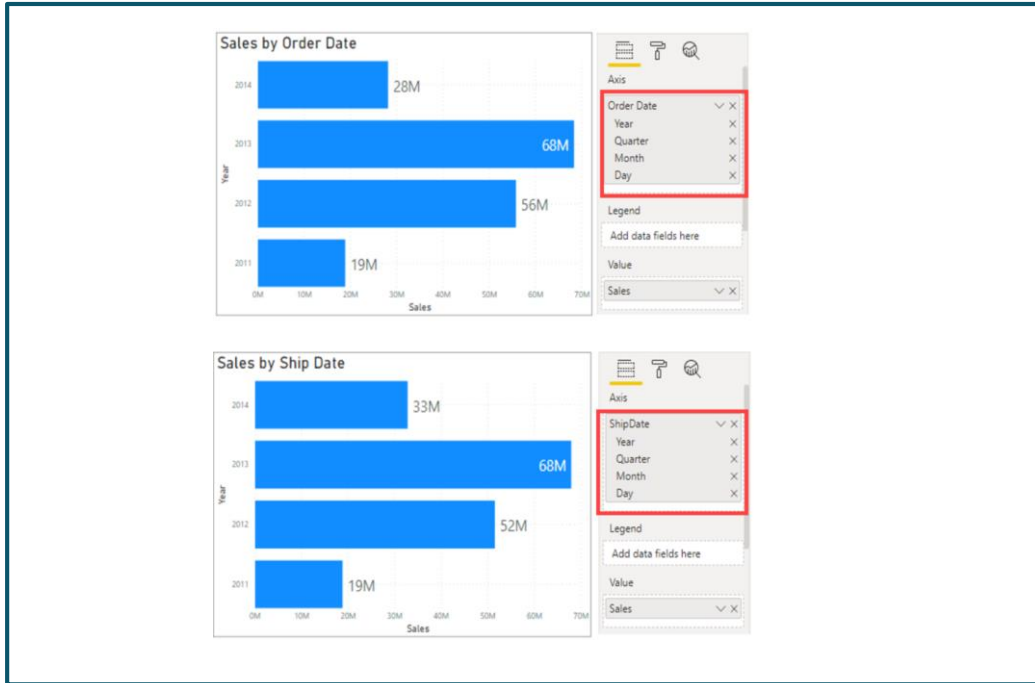 Sales by Order Date
2014
28M
2013
68M
2012
56M
2011
19M
0M 10M 20M 30M 40M 50M 60M 70M
Year
Sales
Axis
Order Date
Year
Quarter
Month
Day
Legend
Add data fields here
Value
Sales
Sales by Ship Date
2014
33M
2013
68M
2012
52M
2011
19M
0M 10M 20M 30M 40M 50M 60M 70M
Year
Sales
Axis
ShipDate
Year
Quarter
Month
Day
Legend
Add data fields here
Value
Sales